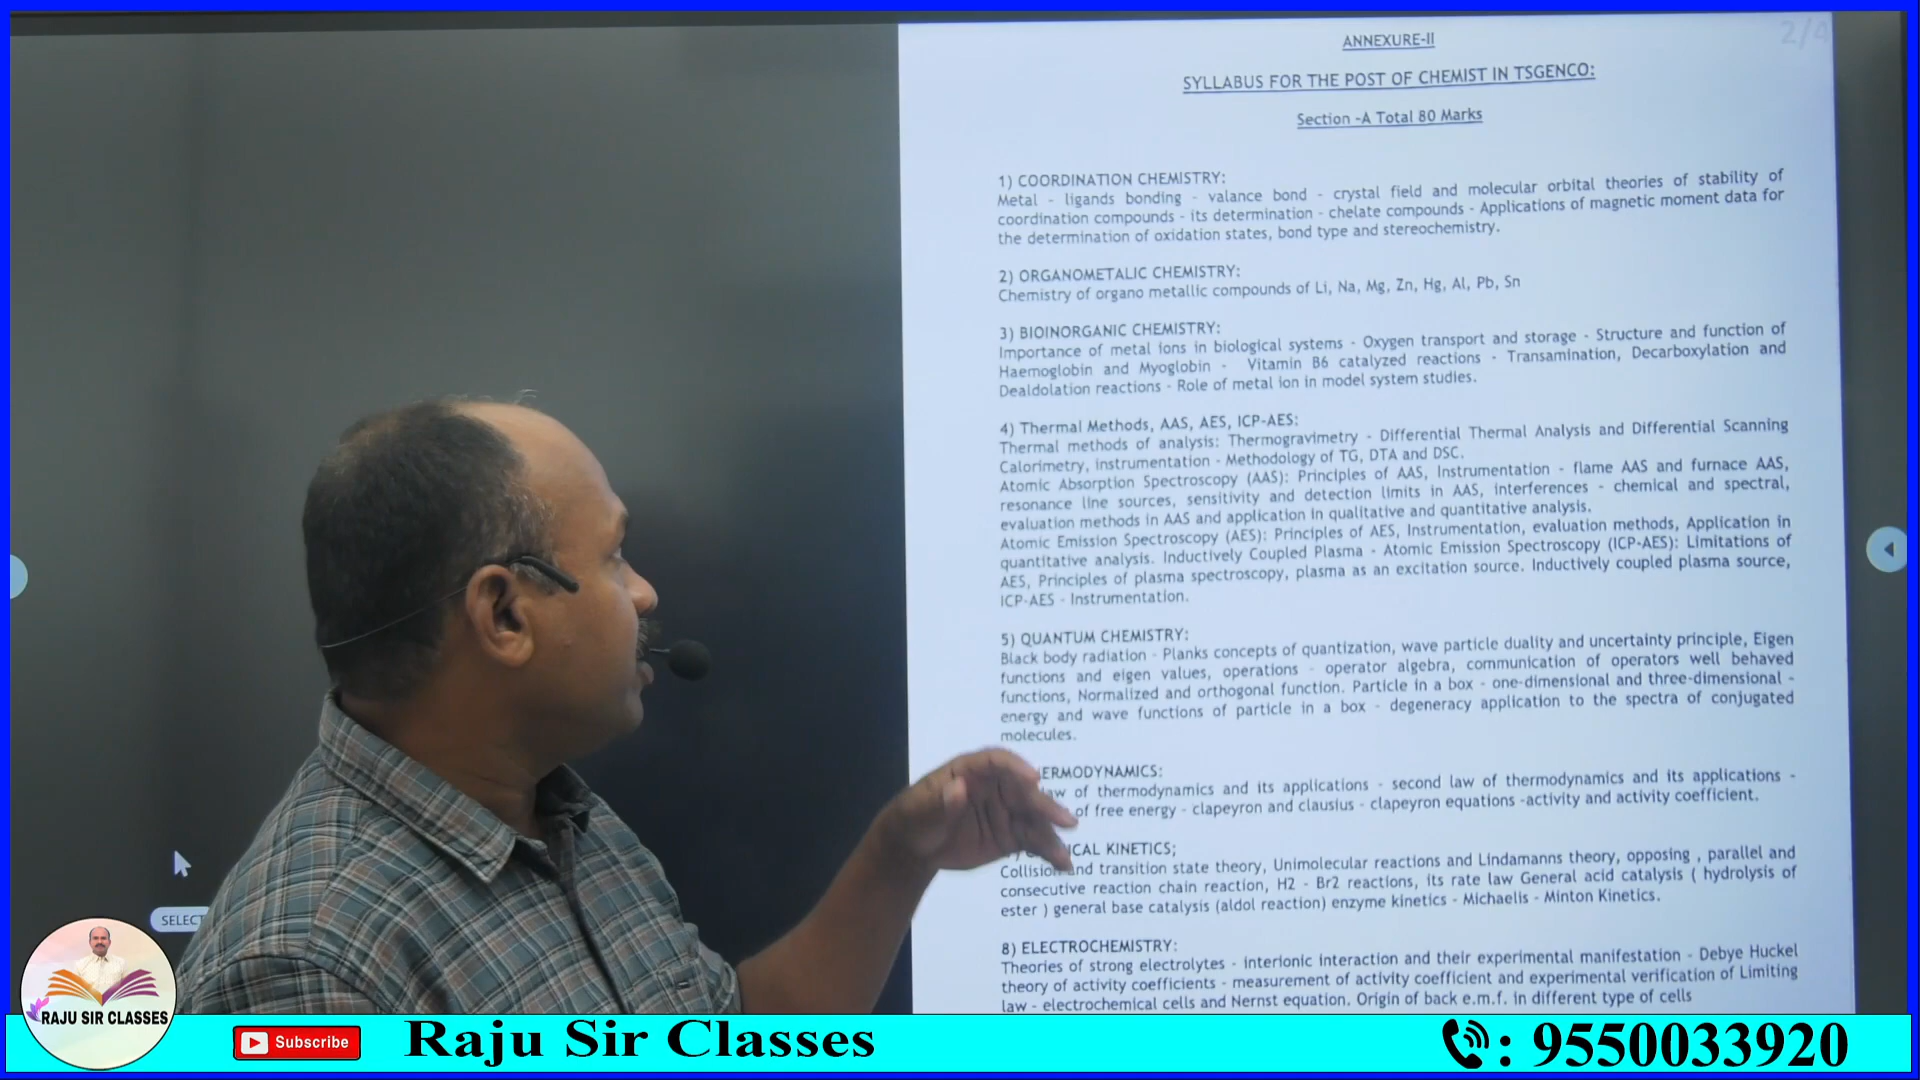 2/4
ANNEXURE-II
SYLLABUS FOR THE POST OF CHEMIST IN TSGENCO:
Section -A Total 80 Marks
1) COORDINATION CHEMISTRY:
Metal - ligands bonding - valance bond - crystal field and molecular orbital theories of stability of
coordination compounds - its determination - chelate compounds - Applications of magnetic moment data for
the determination of oxidation states, bond type and stereochemistry.
2) ORGANOMETALIC CHEMISTRY:
Chemistry of organo metallic compounds of Li, Na, Mg, Zn, Hg, Al, Pb, Sn
3) BIOINORGANIC CHEMISTRY:
Importance of metal ions in biological systems - Oxygen transport and storage - Structure and function of
Haemoglobin and Myoglobin - Vitamin B6 catalyzed reactions - Transamination, Decarboxylation and
Dealdolation reactions - Role of metal ion in model system studies.
4) Thermal Methods, AAS, AES, ICP-AES:
Thermal methods of analysis: Thermogravimetry - Differential Thermal Analysis and Differential Scanning
Calorimetry, instrumentation - Methodology of TG, DTA and DSC.
Atomic Absorption Spectroscopy (AAS): Principles of AAS, Instrumentation - flame AAS and furnace AAS,
resonance line sources, sensitivity and detection limits in AAS, interferences - chemical and spectral,
evaluation methods in AAS and application in qualitative and quantitative analysis.
Atomic Emission Spectroscopy (AES): Principles of AES, Instrumentation, evaluation methods, Application in
quantitative analysis. Inductively Coupled Plasma - Atomic Emission Spectroscopy (ICP-AES): Limitations of
AES, Principles of plasma spectroscopy, plasma as an excitation source. Inductively coupled plasma source,
ICP-AES - Instrumentation.
5) QUANTUM CHEMISTRY:
Black body radiation - Planks concepts of quantization, wave particle duality and uncertainty principle, Eigen
functions and eigen values, operations - operator algebra, communication of operators well behaved
functions, Normalized and orthogonal function. Particle in a box - one-dimensional and three-dimensional -
energy and wave functions of particle in a box - degeneracy application to the spectra of conjugated
molecules.
ERMODYNAMICS:
law of thermodynamics and its applications - second law of thermodynamics and its applications -
of free energy - clapeyron and clausius - clapeyron equations -activity and activity coefficient.
ICAL KINETICS;
Collision and transition state theory, Unimolecular reactions and Lindamanns theory, opposing , parallel and
consecutive reaction chain reaction, H2 - Br2 reactions, its rate law General acid catalysis ( hydrolysis of
ester ) general base catalysis (aldol reaction) enzyme kinetics - Michaelis - Minton Kinetics.
8) ELECTROCHEMISTRY:
Theories of strong electrolytes - interionic interaction and their experimental manifestation - Debye Huckel
theory of activity coefficients - measurement of activity coefficient and experimental verification of Limiting
law - electrochemical cells and Nernst equation. Origin of back e.m.f. in different type of cells
SELECT
RAJU SIR CLASSES
Subscribe
Raju Sir Classes
: 9550033920